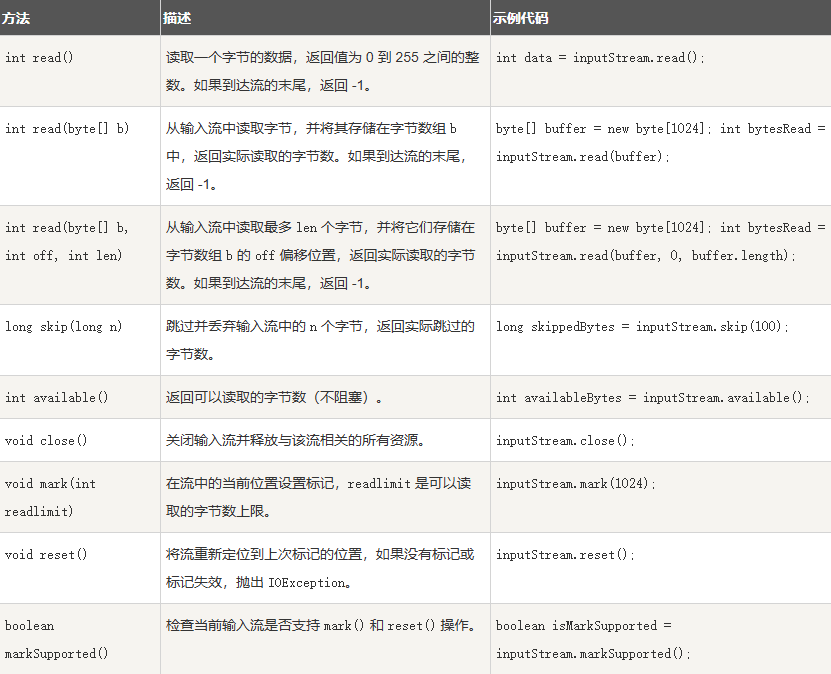 方法 描述 示例代码
int read() 读取一个字节的数据，返回值为 0 到 255 之间的整 int data = inputStream.read();
数。如果到达流的末尾，返回 -1。
int read(byte[] b) 从输入流中读取字节，并将其存储在字节数组 b byte[] buffer = new byte[1024]; int bytesRead =
中，返回实际读取的字节数。如果到达流的末尾， inputStream.read(buffer);
返回 -1。
int read(byte[] b, 从输入流中读取最多 len 个字节，并将它们存储在 byte[] buffer = new byte[1024]; int bytesRead =
int off, int len) 字节数组 b 的 off 偏移位置，返回实际读取的字节 inputStream.read(buffer, 0, buffer.length);
数。如果到达流的末尾，返回 -1。
long skip(long n) 跳过并丢弃输入流中的 n 个字节，返回实际跳过的 long skippedBytes = inputStream.skip(100);
字节数。
int available() 返回可以读取的字节数（不阻塞）。 int availableBytes = inputStream.available();
void close() 关闭输入流并释放与该流相关的所有资源。 inputStream.close();
void mark(int 在流中的当前位置设置标记，readlimit 是可以读 inputStream.mark(1024);
readlimit) 取的字节数上限。
void reset() 将流重新定位到上次标记的位置，如果没有标记或 inputStream.reset();
标记失效，抛出 IOException。
boolean 检查当前输入流是否支持 mark() 和 reset() 操作。 boolean isMarkSupported =
markSupported() inputStream.markSupported();